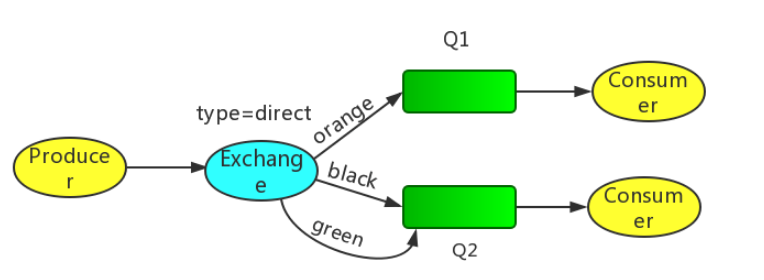 Q1
Consum
er
type=direct
orange
Produce
r
Exchang
e
black
Consum
er
green
Q2